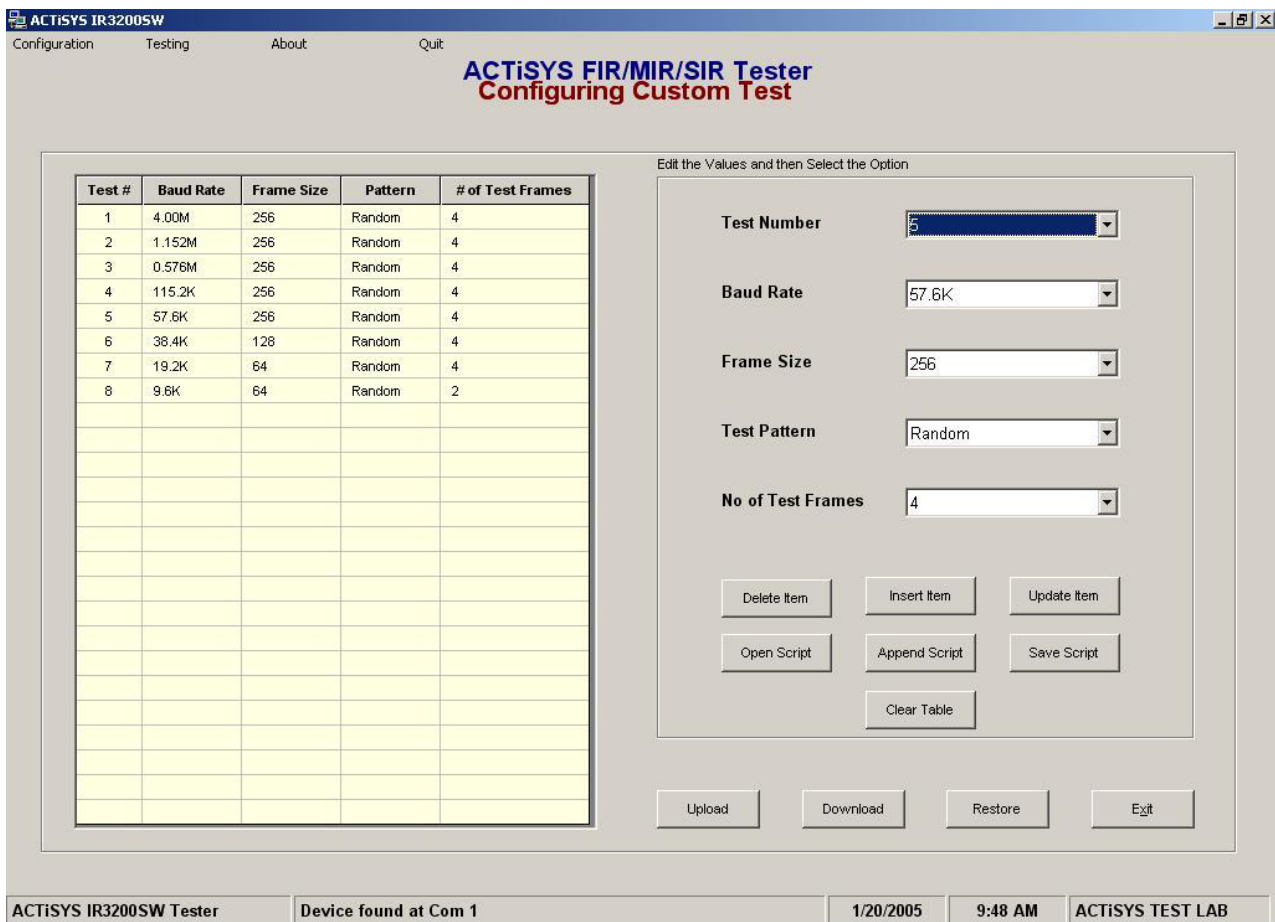 ACTiSYS IR3200SW
Configuration Testing About Quit
ACTiSYS FIR/MIR/SIR Tester
Configuring Custom Test
Test # Baud Rate Frame Size Pattern # of Test Frames
1 4.00M 256 Random 4
2 1.152M 256 Random 4
3 0.576M 256 Random 4
4 115.2K 256 Random 4
5 57.6K 256 Random 4
6 38.4K 128 Random 4
7 19.2K 64 Random 4
8 9.6K 64 Random 2
Edit the Values and then Select the Option
Test Number 5
Baud Rate 57.6K
Frame Size 256
Test Pattern Random
No of Test Frames 4
Delete Item Insert Item Update Item
Open Script Append Script Save Script
Clear Table
Upload Download Restore Exit
ACTiSYS IR3200SW Tester Device found at Com 1 1/20/2005 9:48 AM ACTiSYS TEST LAB